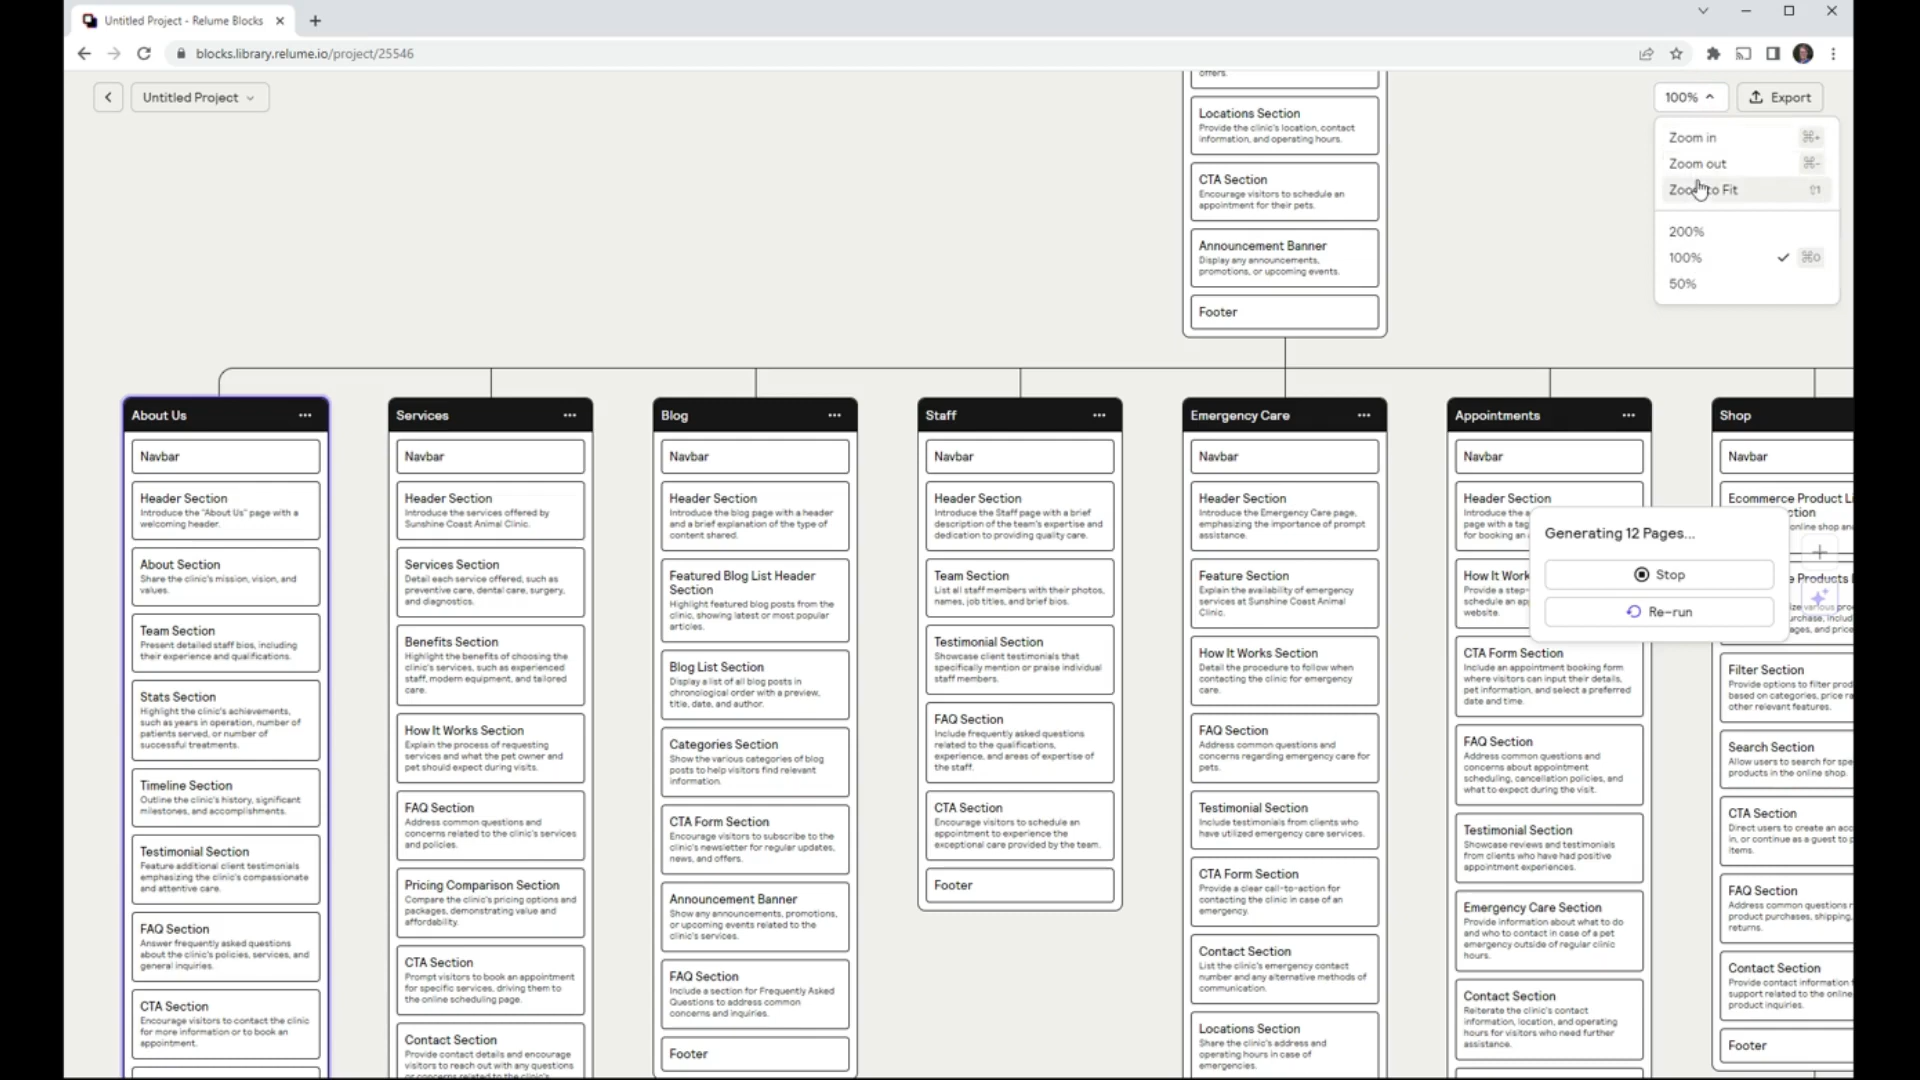 Untitled Project - Relume Blocks
blocks.library.relume.io/project/25546
Untitled Project
100%
Export
Zoom in
⌘+
Zoom out
⌘-
Zoom to Fit
⇧1
200%
100%
⌘0
50%
offers.
Locations Section
Provide the clinic's location, contact
information, and operating hours.
CTA Section
Encourage visitors to schedule an
appointment for their pets.
Announcement Banner
Display any announcements,
promotions, or upcoming events.
Footer
About Us
Navbar
Header Section
Introduce the "About Us" page with a
welcoming header.
About Section
Share the clinic's mission, vision, and
values.
Team Section
Present detailed staff bios, including
their experience and qualifications.
Stats Section
Highlight the clinic's achievements,
such as years in operation, number of
patients served, or number of
successful treatments.
Timeline Section
Outline the clinic's history, significant
milestones, and accomplishments.
Testimonial Section
Feature additional client testimonials
emphasizing the clinic's compassionate
and attentive care.
FAQ Section
Answer frequently asked questions
about the clinic's policies, services, and
general inquiries.
CTA Section
Encourage visitors to contact the clinic
for more information or to book an
appointment.
Services
Navbar
Header Section
Introduce the services offered by
Sunshine Coast Animal Clinic.
Services Section
Detail each service offered, such as
preventive care, dental care, surgery,
and diagnostics.
Benefits Section
Highlight the benefits of choosing the
clinic's services, such as experienced
staff, modern equipment, and tailored
care.
How It Works Section
Explain the process of requesting
services and what the pet owner and
pet should expect during visits.
FAQ Section
Address common questions and
concerns related to the clinic's services
and policies.
Pricing Comparison Section
Compare the clinic's pricing options and
packages, demonstrating value and
affordability.
CTA Section
Prompt visitors to book an appointment
for specific services, driving them to
the online scheduling page.
Contact Section
Provide contact details and encourage
visitors to reach out with any questions
or concerns related to the clinic's
Blog
Navbar
Header Section
Introduce the blog page with a header
and a brief explanation of the type of
content shared.
Featured Blog List Header
Section
Highlight featured blog posts from the
clinic, showing latest or most popular
articles.
Blog List Section
Display a list of all blog posts in
chronological order with a preview,
title, date, and author.
Categories Section
Show the various categories of blog
posts to help visitors find relevant
information.
CTA Form Section
Encourage visitors to subscribe to the
clinic's newsletter for regular updates,
news, and offers.
Announcement Banner
Show any announcements, promotions,
or upcoming events related to the
clinic's services.
FAQ Section
Include a section for Frequently Asked
Questions to address common
concerns and inquiries.
Footer
Staff
Navbar
Header Section
Introduce the Staff page with a brief
description of the team's expertise and
dedication to providing quality care.
Team Section
List all staff members with their photos,
names, job titles, and brief bios.
Testimonial Section
Showcase client testimonials that
specifically mention or praise individual
staff members.
FAQ Section
Include frequently asked questions
related to the qualifications,
experience, and areas of expertise of
the staff.
CTA Section
Encourage visitors to schedule an
appointment to experience the
exceptional care provided by the team.
Footer
Emergency Care
Navbar
Header Section
Introduce the Emergency Care page,
emphasizing the importance of prompt
assistance.
Feature Section
Explain the availability of emergency
services at Sunshine Coast Animal
Clinic.
How It Works Section
Detail the procedure to follow when
contacting the clinic for emergency
care.
FAQ Section
Address common questions and
concerns regarding emergency care for
pets.
Testimonial Section
Include testimonials from clients who
have utilized emergency care services.
CTA Form Section
Provide a clear call-to-action for
contacting the clinic in case of an
emergency.
Contact Section
List the clinic's emergency contact
number and any alternative methods of
communication.
Locations Section
Share the clinic's address and
operating hours in case of
emergencies.
Appointments
Navbar
Header Section
Introduce the a
page with a tag
for booking an
How It Work
Provide a step-
schedule an ap
website.
CTA Form Section
Include an appointment booking form
where visitors can input their details,
pet information, and select a preferred
date and time.
FAQ Section
Address common questions and
concerns about appointment
scheduling, cancellation policies, and
what to expect during the visit.
Testimonial Section
Showcase reviews and testimonials
from clients who have had positive
appointment experiences.
Emergency Care Section
Provide information about what to do
and who to contact in case of a pet
emergency outside of regular clinic
hours.
Contact Section
Reiterate the clinic's contact
information, location, and operating
hours for visitors who need further
assistance.
Generating 12 Pages...
Stop
Re-run
Shop
Navbar
Ecommerce Product Li
ction
online shop an
e Products L
ize various pro
urchase, includ
ages, and price
Filter Section
Provide options to filter prod
based on categories, price ra
other relevant features.
Search Section
Allow users to search for spe
products in the online shop.
CTA Section
Direct users to create an acc
in, or continue as a guest to p
items.
FAQ Section
Address common questions r
product purchases, shipping,
returns.
Contact Section
Provide contact information
support related to the online
product inquiries.
Footer